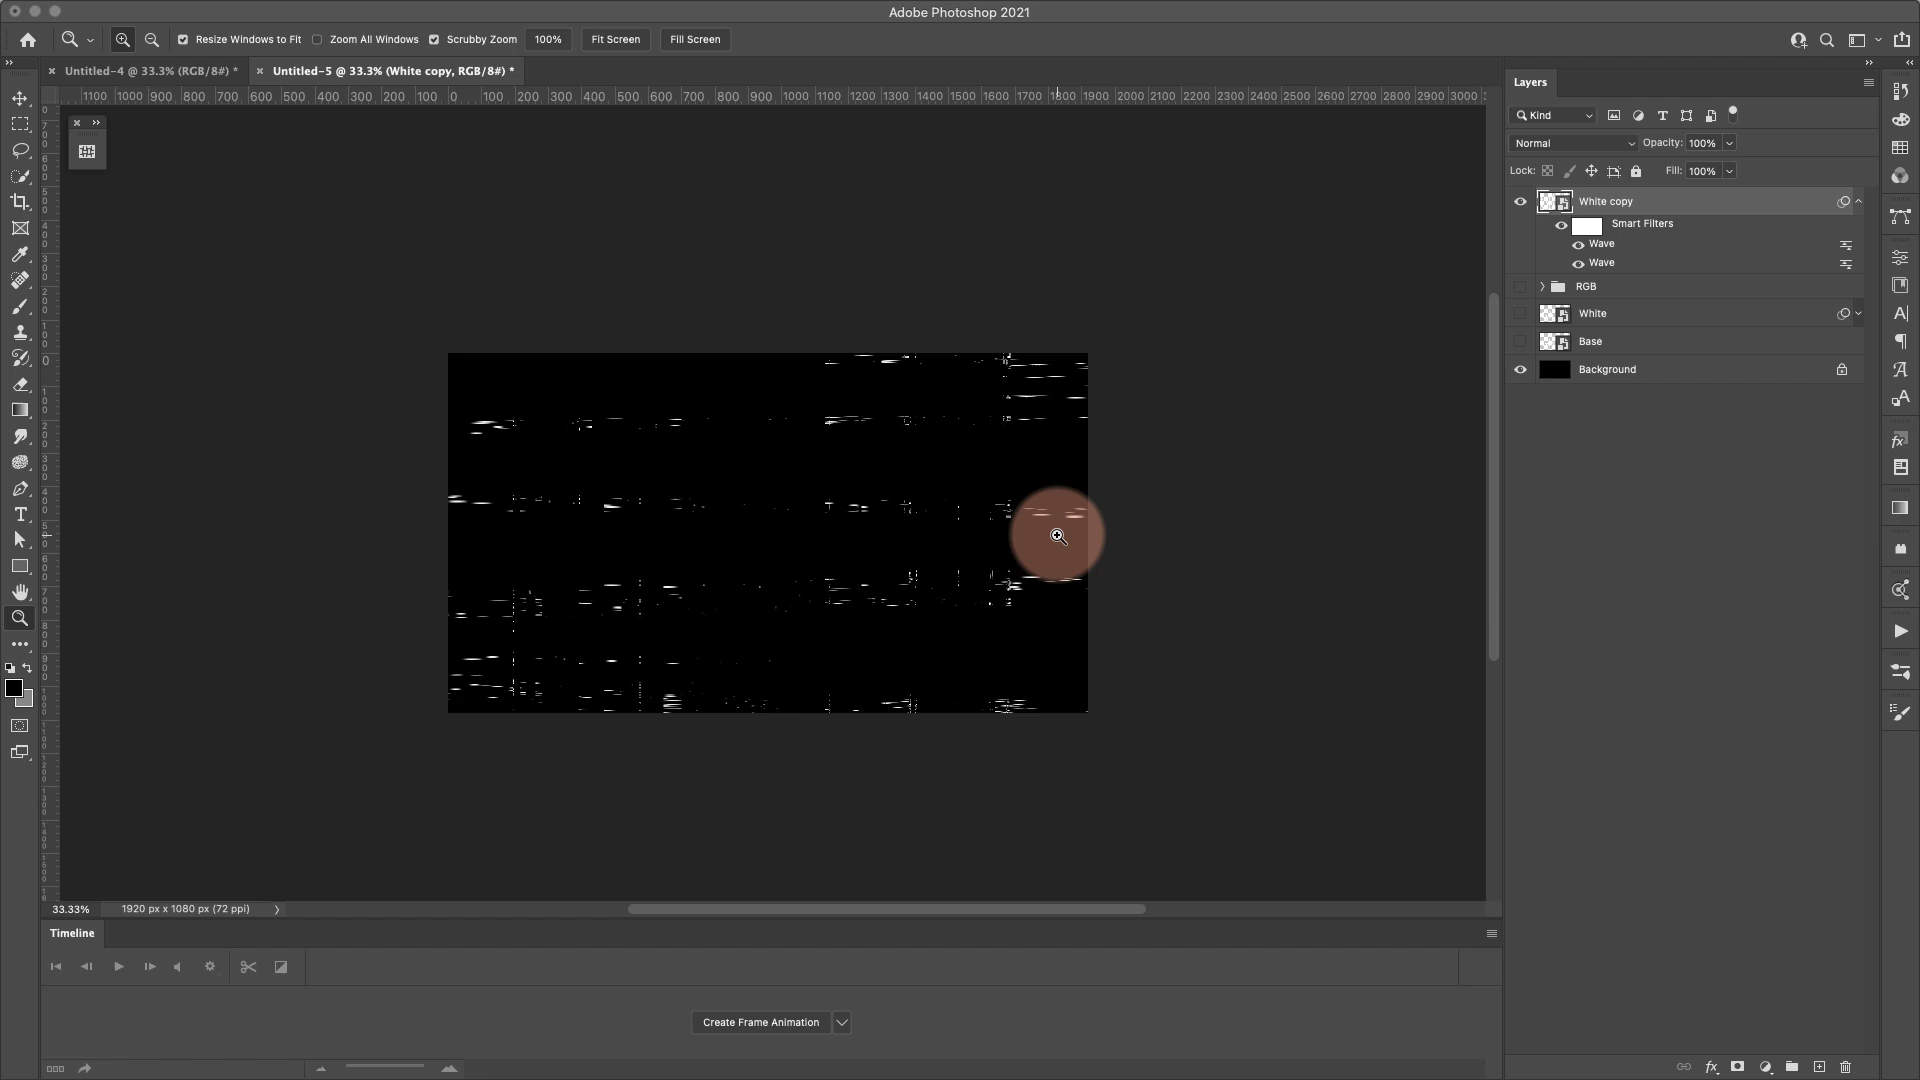 Adobe Photoshop 2021
Resize Windows to Fit Zoom All Windows Scrubby Zoom 100% Fit Screen Fill Screen
Untitled-4 @ 33.3% (RGB/8#) * Untitled-5 @ 33.3% (White copy, RGB/8#) *
1100 1000 900 800 700 600 500 400 300 200 100 0 100 200 300 400 500 600 700 800 900 1000 1100 1200 1300 1400 1500 1600 1700 1800 1900 2000 2100 2200 2300 2400 2500 2600 2700 2800 2900 3000
Layers
Kind
Normal Opacity: 100%
Lock: Fill: 100%
White copy
Smart Filters
Wave
Wave
RGB
White
Base
Background
33.33% 1920 px x 1080 px (72 ppi)
Timeline
Create Frame Animation